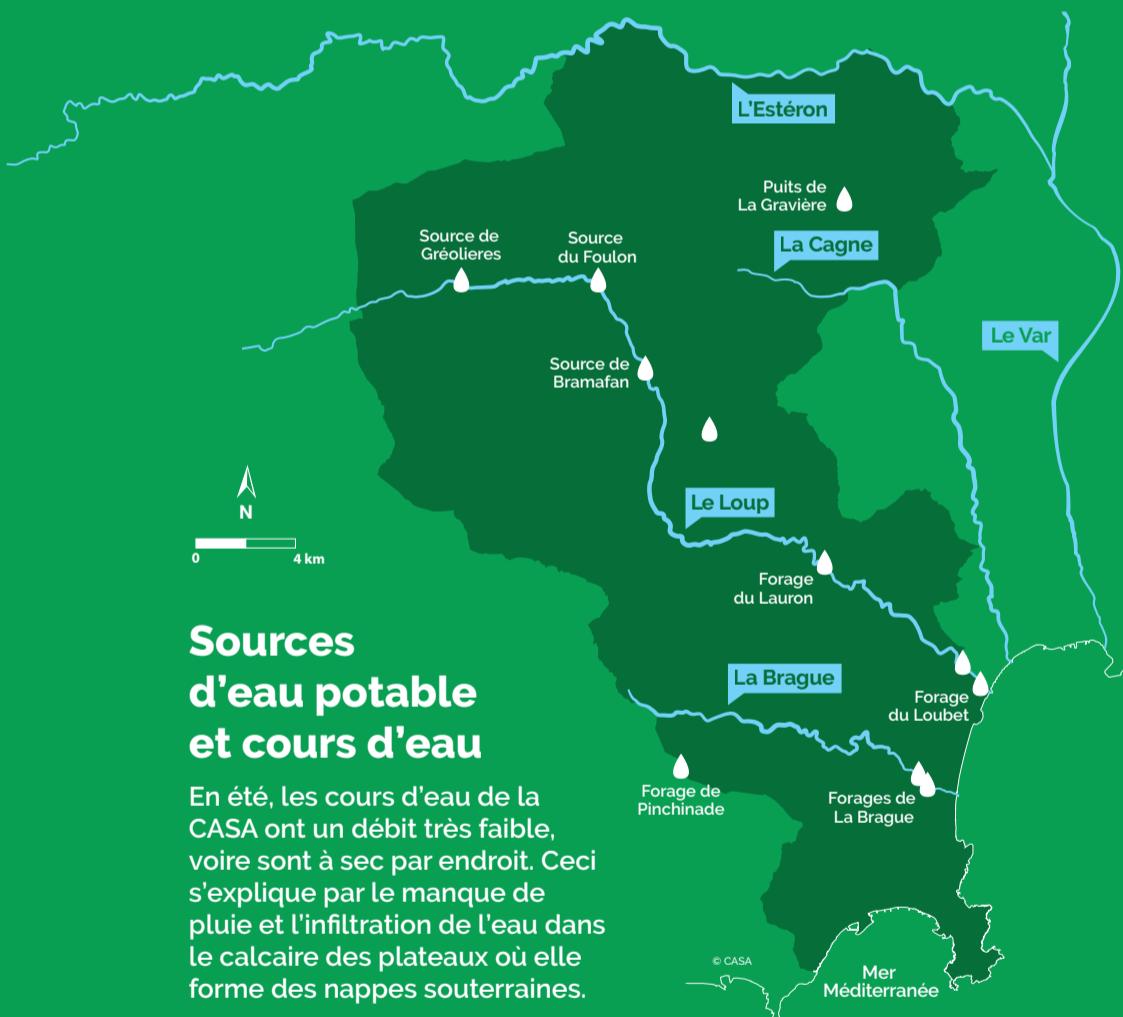 L'Estéron
Puits de
La Gravière
La Cagne
Source de
Gréolieres
Source
du Foulon
Le Var
Source de
Bramafan
N
0 4 km
Le Loup
Forage
du Lauron
Sources
d'eau potable
et cours d'eau
La Brague
Forage
du Loubet
Forage de
Pinchinade
Forages de
La Brague
En été, les cours d'eau de la
CASA ont un débit très faible,
voire sont à sec par endroit. Ceci
s'explique par le manque de
pluie et l'infiltration de l'eau dans
le calcaire des plateaux où elle
forme des nappes souterraines.
© CASA
Mer
Méditerranée